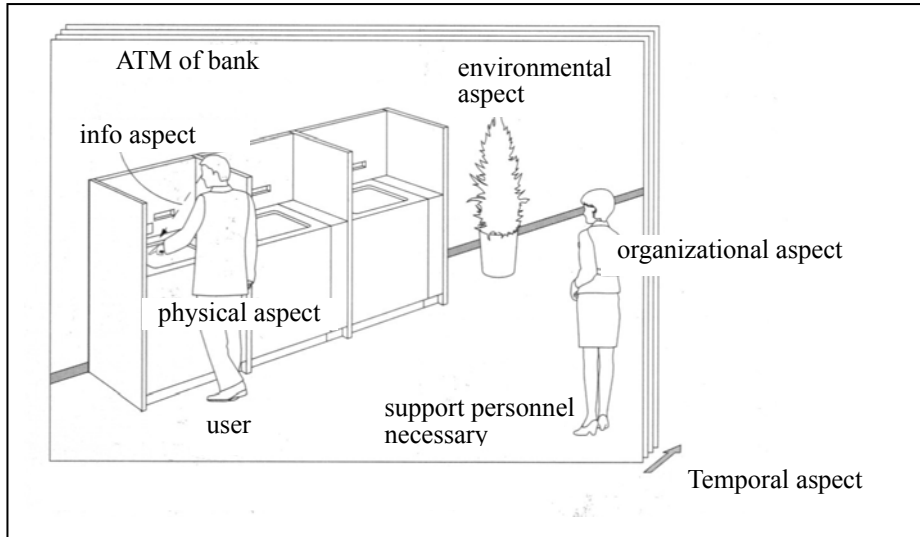 ATM of bank
environmental
aspect
info aspect
organizational aspect
physical aspect
support personnel
necessary
user
Temporal aspect